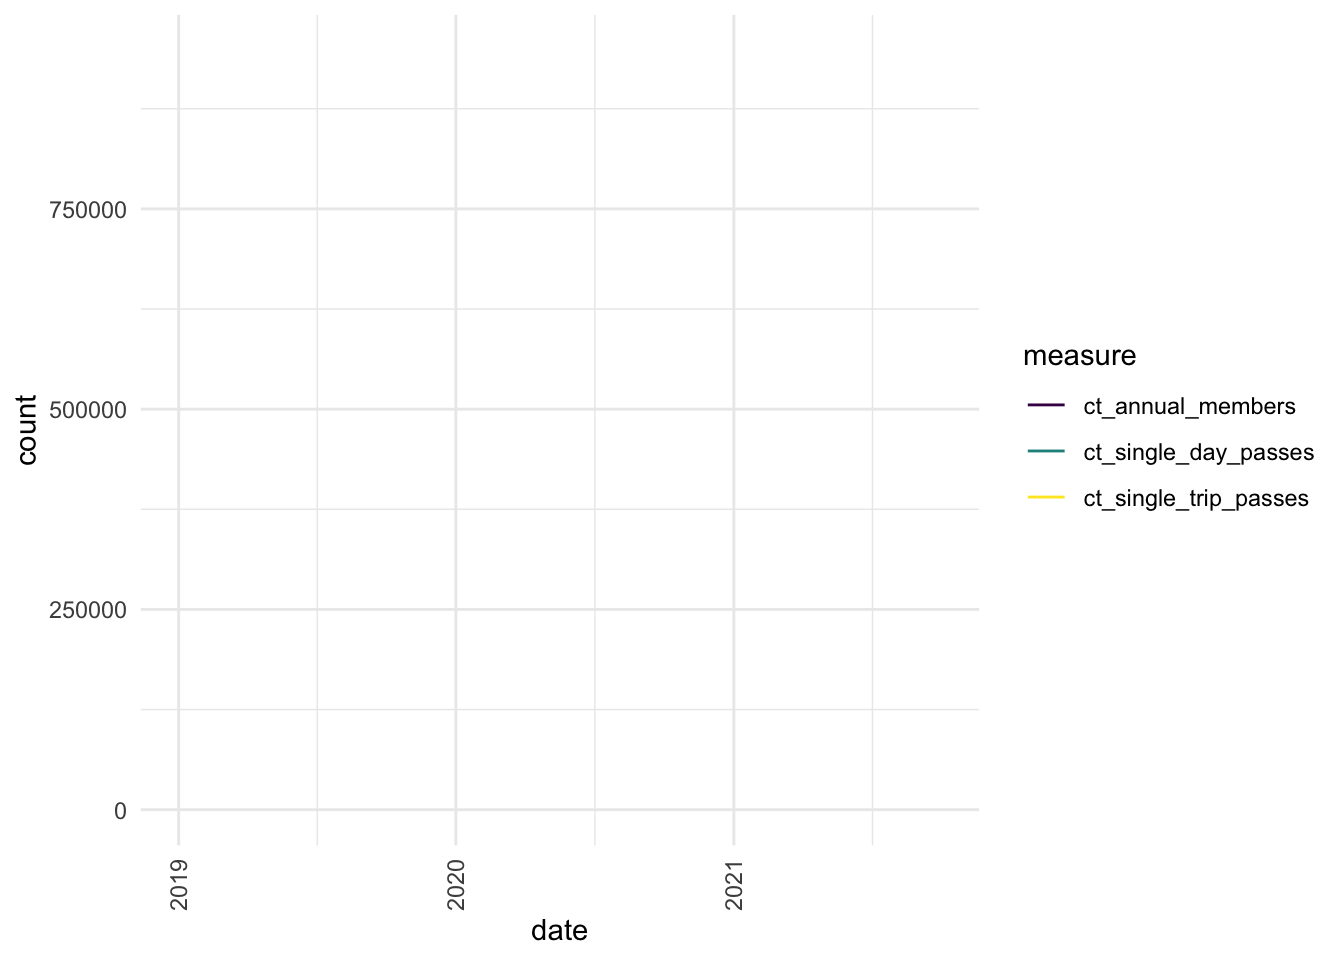 750000
500000
250000
0
count
2019
2020
2021
date
measure
ct_annual_members
ct_single_day_passes
ct_single_trip_passes